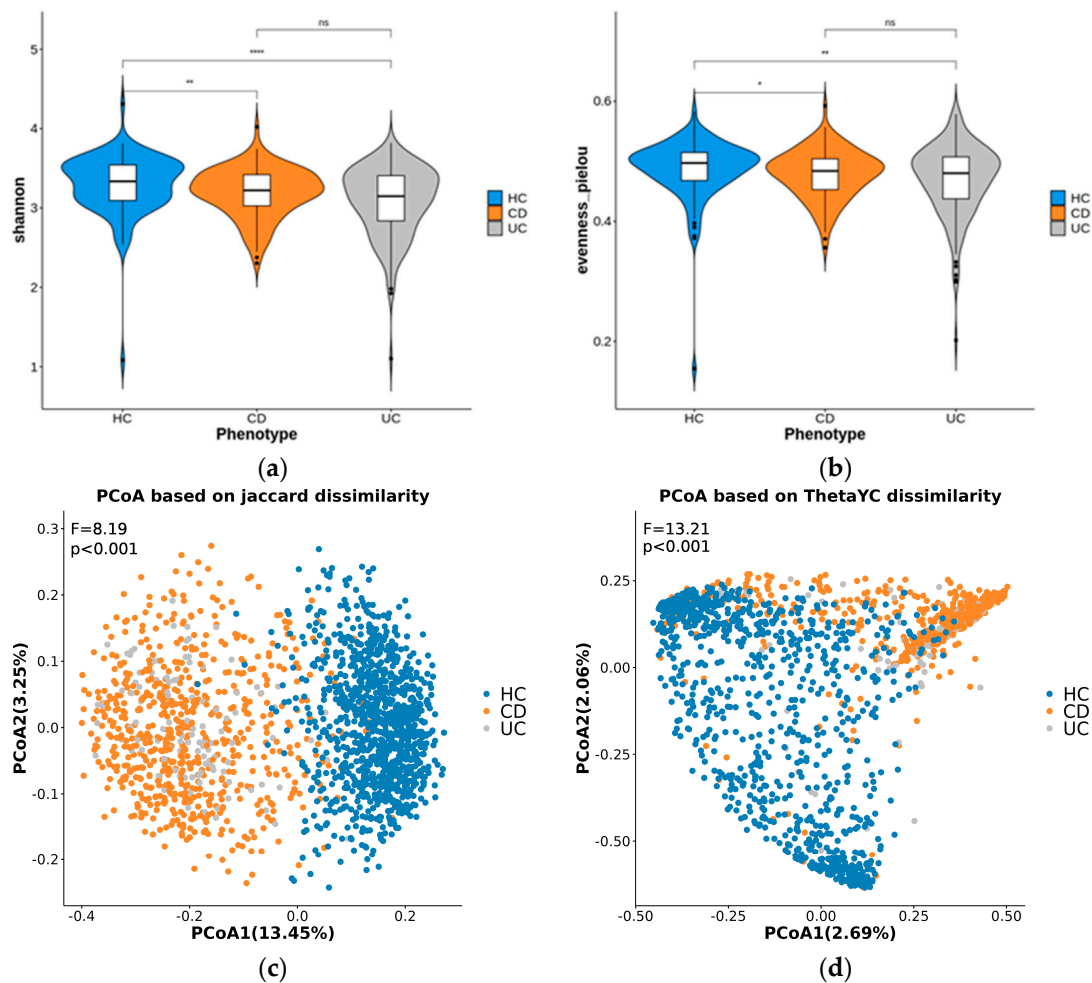 ns
****
**
5
4
3
2
1
shannon
HC
CD
UC
HC CD UC
Phenotype
(a)
ns
**
*
0.6
0.4
0.2
evenness_pielou
HC
CD
UC
HC CD UC
Phenotype
(b)
PCoA based on jaccard dissimilarity
F=8.19
p<0.001
0.3
0.2
0.1
0.0
-0.1
-0.2
PCoA2(3.25%)
HC
CD
UC
-0.4 -0.2 0.0 0.2
PCoA1(13.45%)
(c)
PCoA based on ThetaYC dissimilarity
F=13.21
p<0.001
0.25
0.00
-0.25
-0.50
PCoA2(2.06%)
HC
CD
UC
-0.50 -0.25 0.00 0.25 0.50
PCoA1(2.69%)
(d)